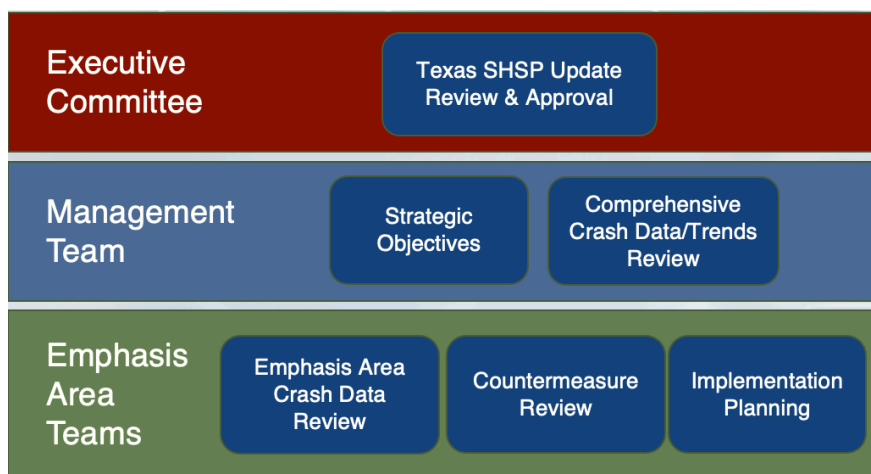 Executive
Committee
Texas SHSP Update
Review & Approval
Management
Team
Strategic
Objectives
Comprehensive
Crash Data/Trends
Review
Emphasis
Area
Teams
Emphasis Area
Crash Data
Review
Countermeasure
Review
Implementation
Planning